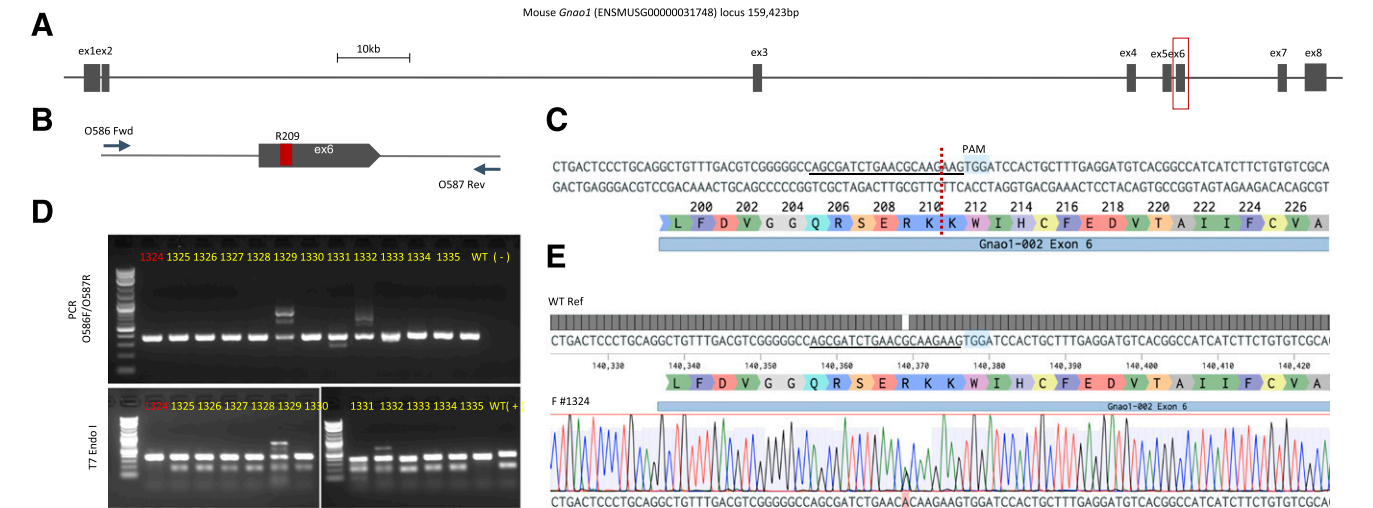 Mouse Gnao1 (ENSMUSG00000031748) locus 159,423bp
A
10kb
ex1ex2 ex3 ex4 ex5ex6 ex7 ex8
B
O586 Fwd
R209
ex6
O587 Rev
C
PAM
CTGACTCCCTGCAGGCTGTTTGACGTCGGGGGCCAGCGATCTGAACGCAAGAAGTGGATCCACTGCTTTGAGGATGTCACGGCCATCATCTTCTGTGTCGCA
GACTGAGGGACGTCCGACAAACTGCAGCCCCCGGTCGCTAGACTTGCGTTCTTCACCTAGGTGACGAAACTCCTACAGTGCCGGTAGTAGAAGACACAGCGT
200 202 204 206 208 210 212 214 216 218 220 222 224 226
L F D V G G Q R S E R K K W I H C F E D V T A I I F C V A
Gnao1-002 Exon 6
D
PCR
O586F/O587R
1324 1325 1326 1327 1328 1329 1330 1331 1332 1333 1334 1335 WT (-)
T7 Endo I
1324 1325 1326 1327 1328 1329 1330 1331 1332 1333 1334 1335 WT(+)
E
WT Ref
CTGACTCCCTGCAGGCTGTTTGACGTCGGGGGCCAGCGATCTGAACGCAAGAAGTGGATCCACTGCTTTGAGGATGTCACGGCCATCATCTTCTGTGTCGCA
140,330 140,340 140,350 140,360 140,370 140,380 140,390 140,400 140,410 140,420
L F D V G G Q R S E R K K W I H C F E D V T A I I F C V A
F #1324
Gnao1-002 Exon 6
CTGACTCCCTGCAGGCTGTTTGACGTCGGGGGCCAGCGATCTGAACACAAGAAGTGGATCCACTGCTTTGAGGATGTCACGGCCATCATCTTCTGTGTCGCA